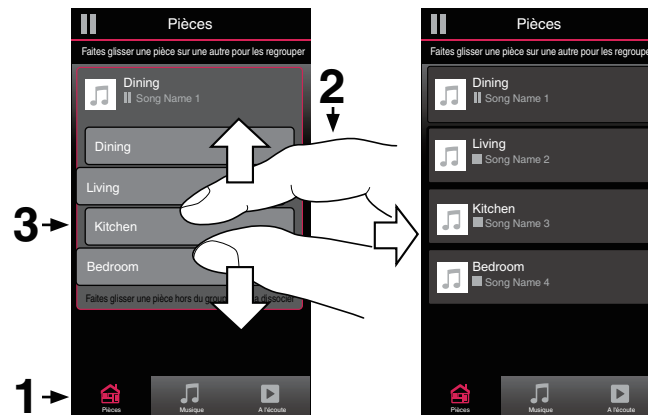 Pièces
Faites glisser une pièce sur une autre pour les regrouper
Dining
Song Name 1
Dining
Living
Kitchen
Bedroom
Faites glisser une pièce hors du dissocier
2
3
1
Pièces
Musique
A l'écoute
Pièces
Faites glisser une pièce sur une autre pour les regroupe
Dining
Song Name 1
Living
Song Name 2
Kitchen
Song Name 3
Bedroom
Song Name 4
Pièces
Musique
A l'écoute